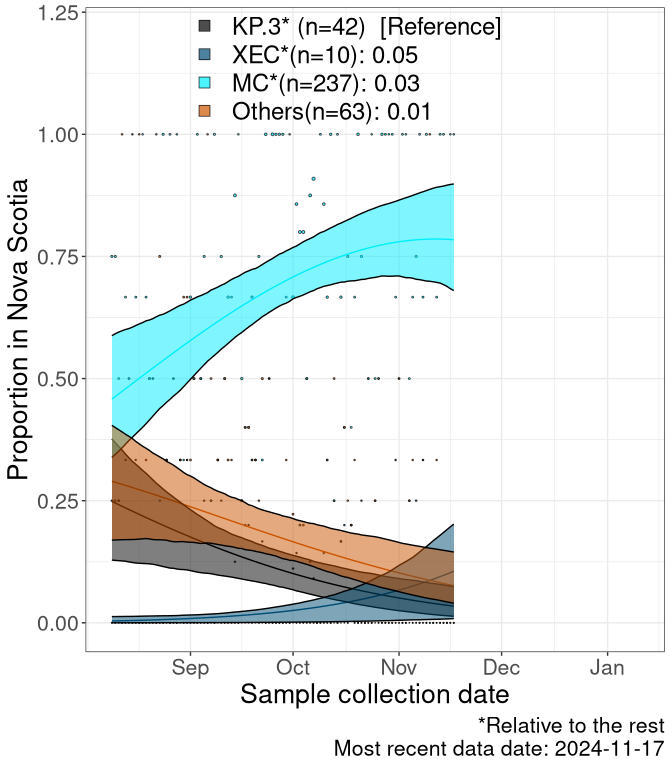 KP.3* (n=42)  [Reference]
XEC*(n=10): 0.05
MC*(n=237): 0.03
Others(n=63): 0.01
1.25
1.00
0.75
0.50
0.25
0.00
Proportion in Nova Scotia
Sep Oct Nov Dec Jan
Sample collection date
*Relative to the rest
Most recent data date: 2024-11-17